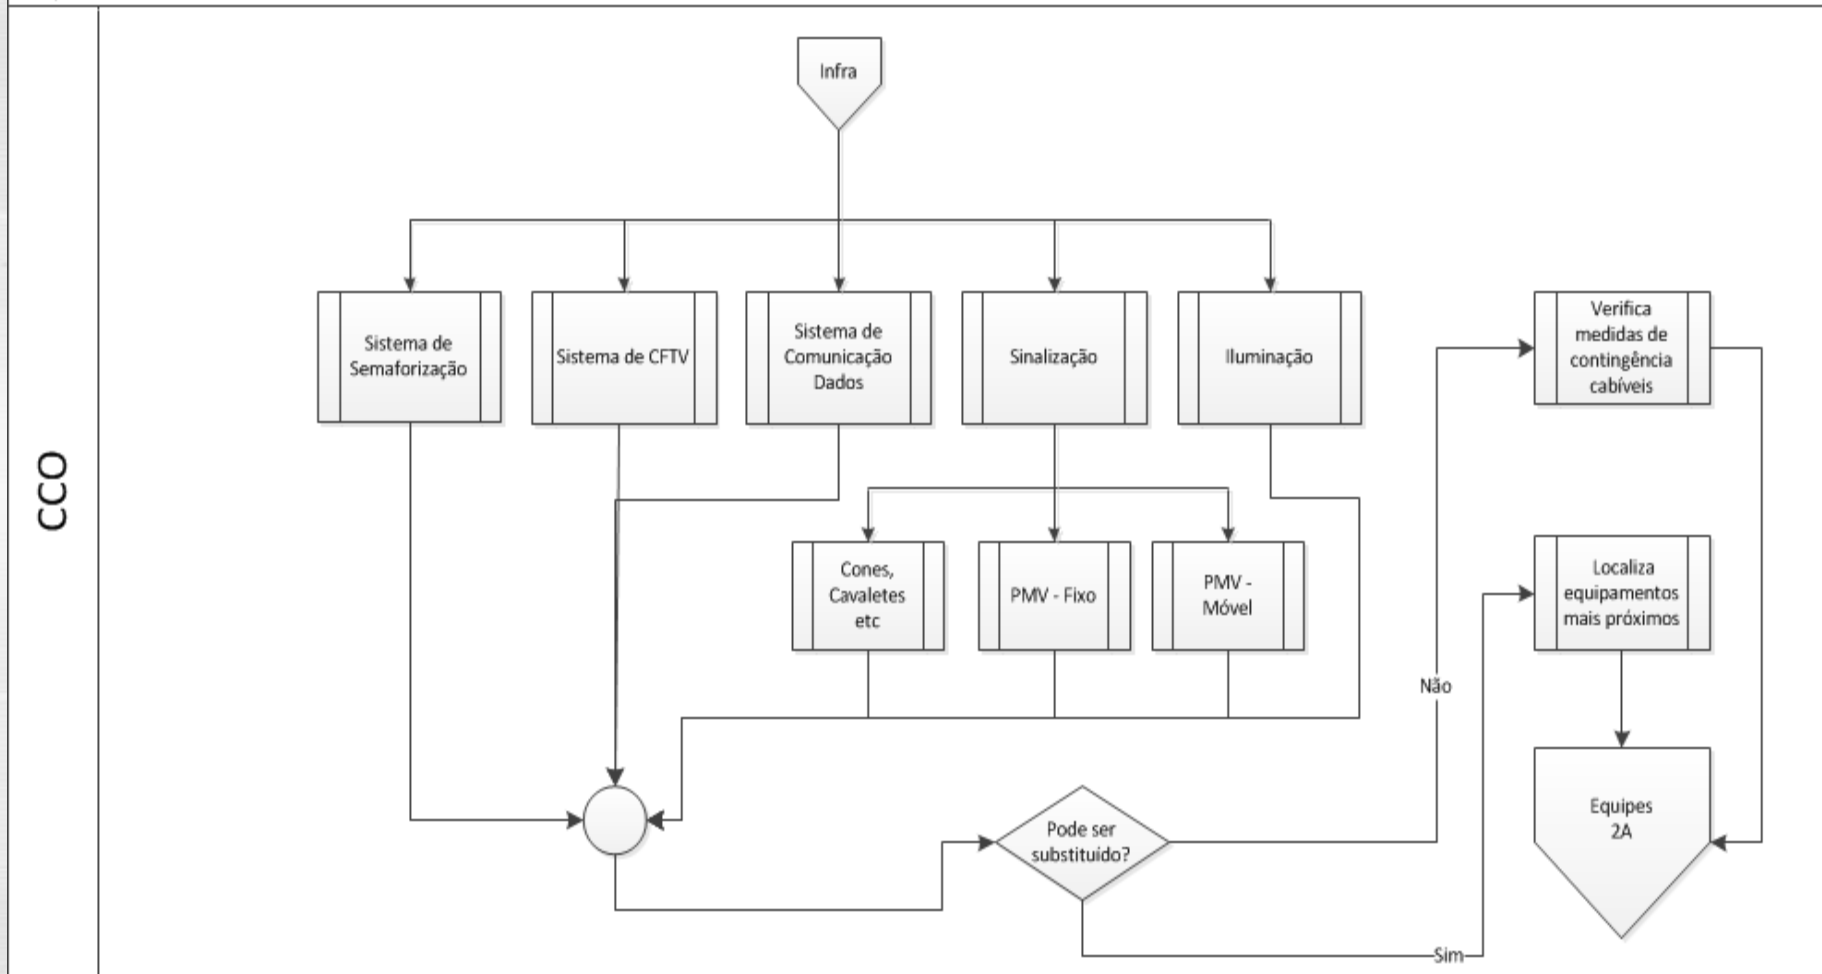 Infra
Sistema de
Semaforização
Sistema de CFTV
Sistema de
Comunicação
Dados
Sinalização
Iluminação
Verifica
medidas de
contingência
cabíveis
CCO
Cones,
Cavaletes
etc
PMV - Fixo
PMV -
Móvel
Localiza
equipamentos
mais próximos
Não
Pode ser
substituído?
Equipes
2A
Sim